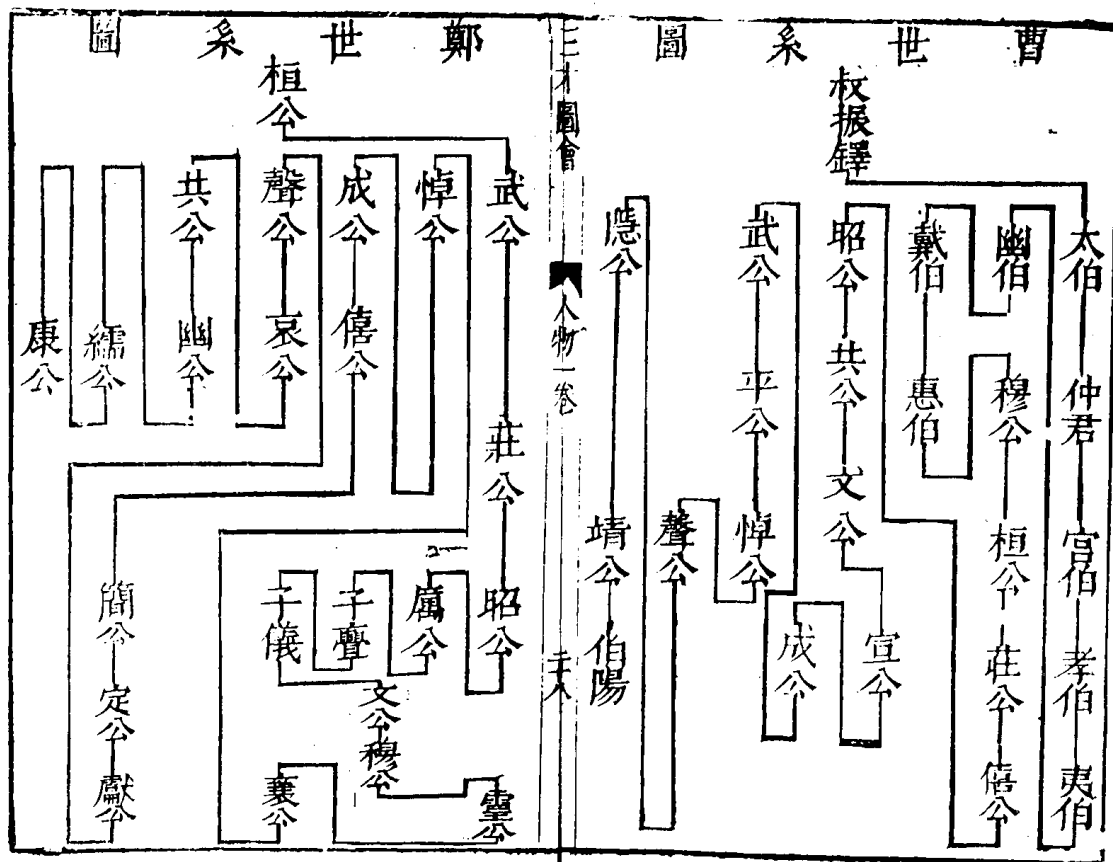 曹世系圖
叔振鐸
太伯
仲君
宮伯
孝伯
夷伯
幽伯
戴伯
惠伯
穆公
桓公
莊公
僖公
昭公
共公
文公
宣公
成公
武公
平公
悼公
聲公
隱公
靖公
伯陽
三才圖會
人物一卷
鄭世系圖
桓公
武公
莊公
昭公
厲公
子亹
子儀
文公
穆公
靈公
襄公
悼公
成公
僖公
簡公
定公
獻公
聲公
哀公
共公
幽公
繻公
康公